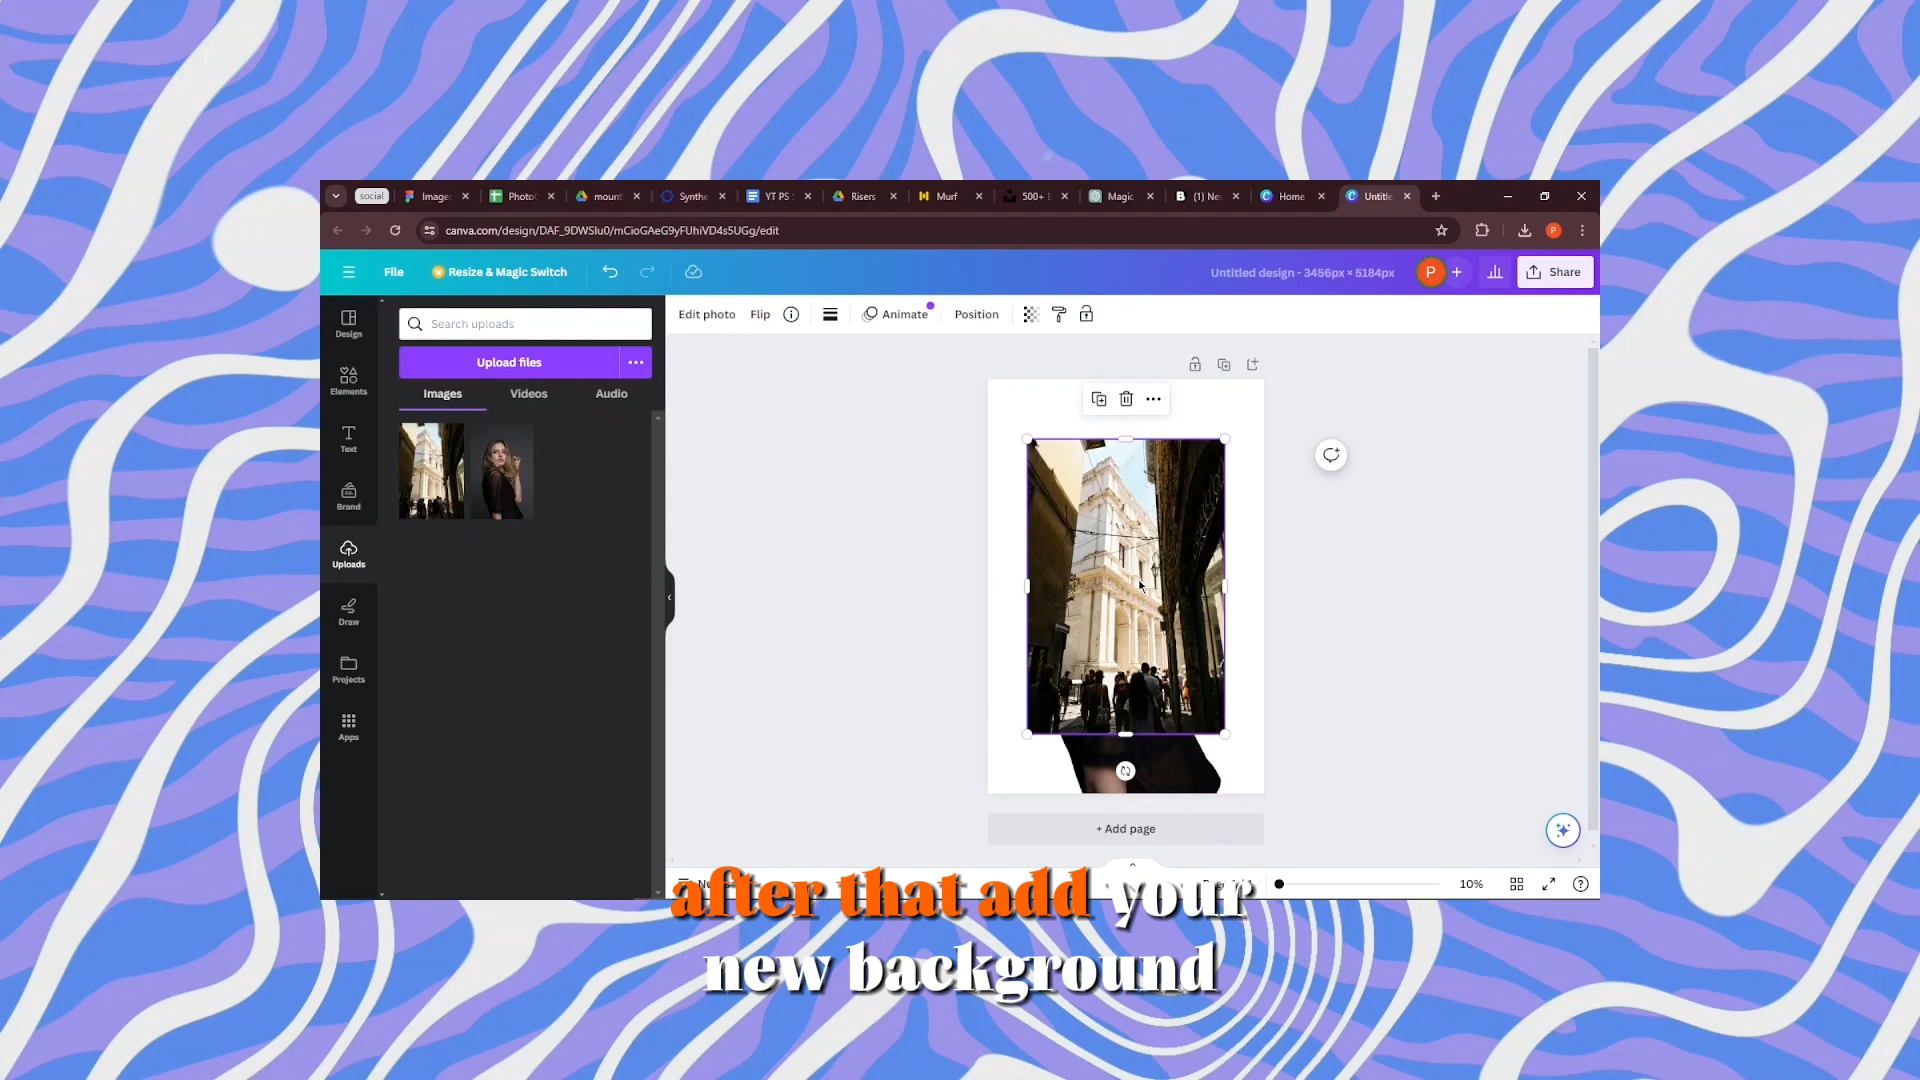 social
Images
Photo
mount
Synthe
YT PS
Risers
Murf
500+
Magic
(1) Ne
Home
Untitle
canva.com/design/DAF_9DWSlu0/mCioGAeG9yFUhiVD4s5UGg/edit
File
Resize & Magic Switch
Untitled design - 3456px × 5184px
P
Share
Design
Elements
Text
Brand
Uploads
Draw
Projects
Apps
Search uploads
Upload files
Images
Videos
Audio
Edit photo
Flip
Animate
Position
+ Add page
10%
after that add your
new background